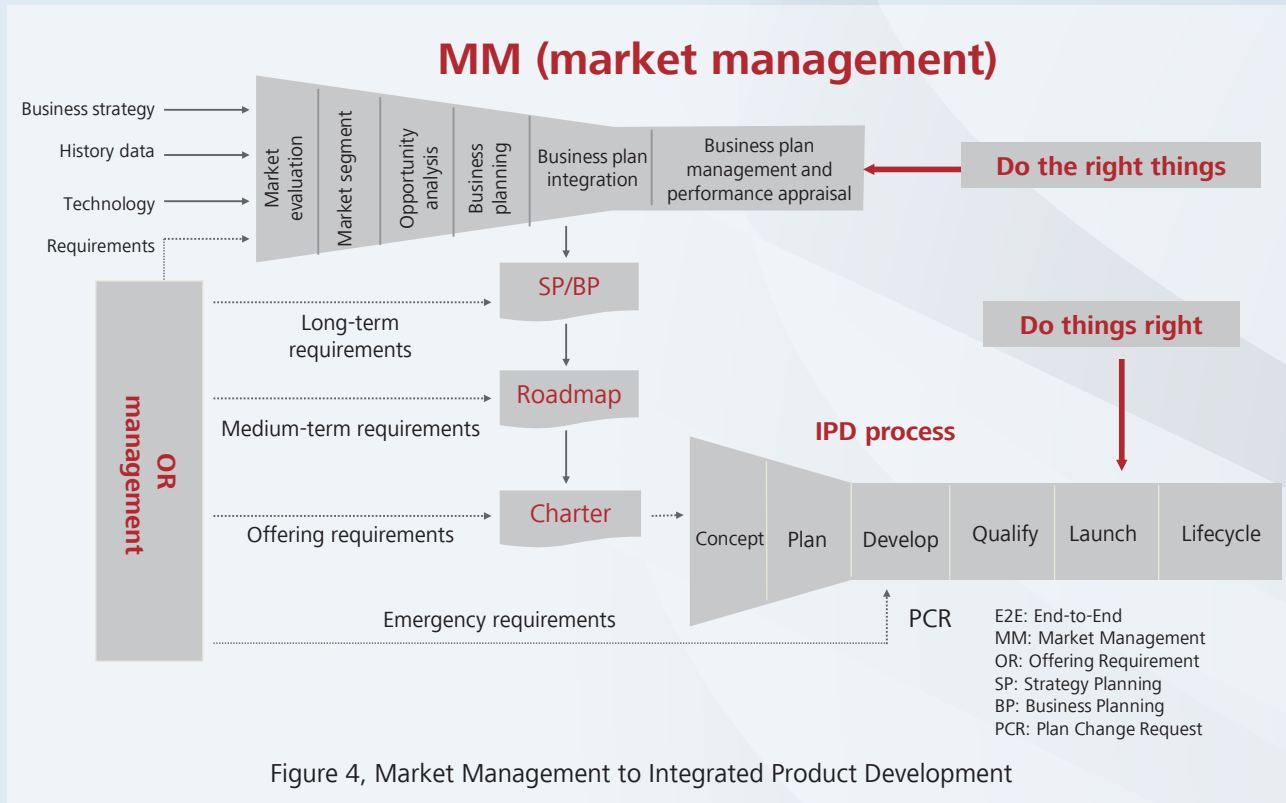 MM (market management)
Business strategy
History data
Technology
Requirements
Market
evaluation
Market segment
Opportunity
analysis
Business
planning
Business plan
integration
Business plan
management and
performance appraisal
Do the right things
SP/BP
Long-term
requirements
Do things right
Roadmap
Medium-term requirements
OR
management
IPD process
Charter
Offering requirements
Concept
Plan
Develop
Qualify
Launch
Lifecycle
Emergency requirements
PCR
E2E: End-to-End
MM: Market Management
OR: Offering Requirement
SP: Strategy Planning
BP: Business Planning
PCR: Plan Change Request
Figure 4, Market Management to Integrated Product Development